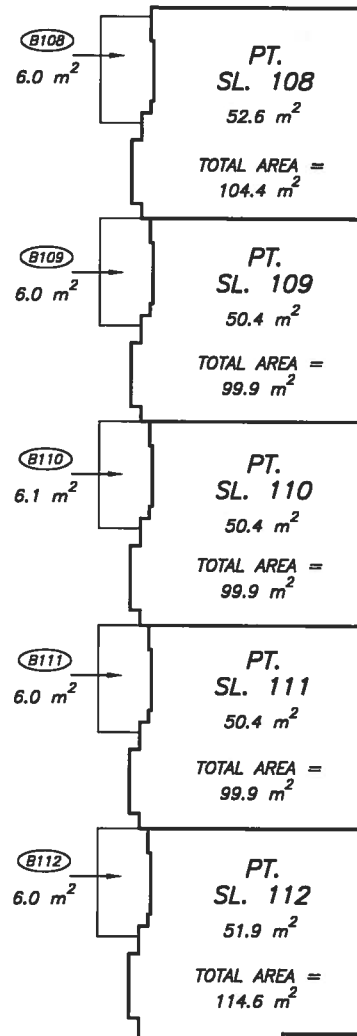 B108
6.0 m²
PT.
SL. 108
52.6 m²
TOTAL AREA =
104.4 m²
B109
6.0 m²
PT.
SL. 109
50.4 m²
TOTAL AREA =
99.9 m²
B110
6.1 m²
PT.
SL. 110
50.4 m²
TOTAL AREA =
99.9 m²
B111
6.0 m²
PT.
SL. 111
50.4 m²
TOTAL AREA =
99.9 m²
B112
6.0 m²
PT.
SL. 112
51.9 m²
TOTAL AREA =
114.6 m²